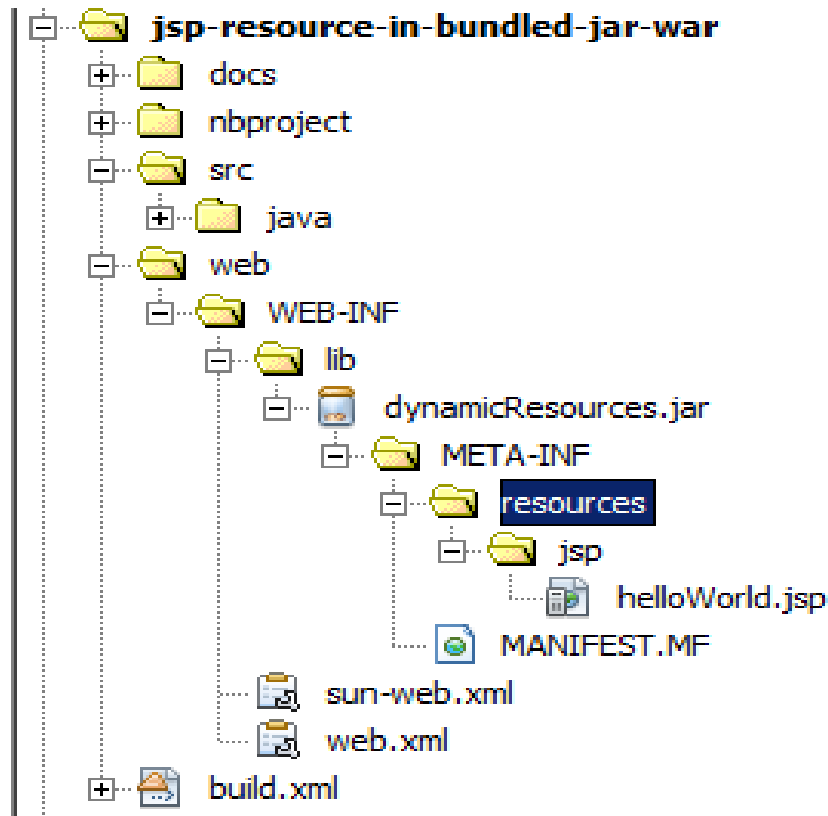 jsp-resource-in-bundled-jar-war
docs
nbproject
src
java
web
WEB-INF
lib
dynamicResources.jar
META-INF
resources
jsp
helloWorld.jsp
MANIFEST.MF
sun-web.xml
web.xml
build.xml